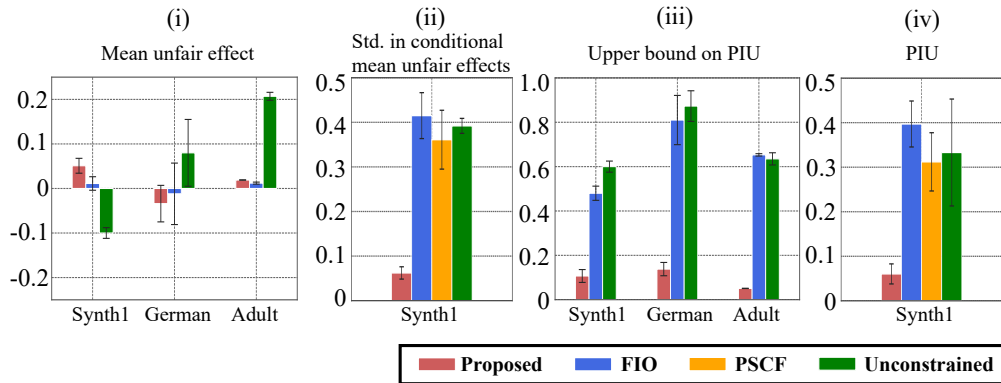 (i)
(ii)
(iii)
(iv)
Mean unfair effect
Std. in conditional
mean unfair effects
Upper bound on PIU
PIU
0.2
0.1
0
-0.1
-0.2
Synth1 German Adult
0.5
0.4
0.3
0.2
0.1
0
Synth1
1.0
0.8
0.6
0.4
0.2
0
Synth1 German Adult
0.5
0.4
0.3
0.2
0.1
0
Synth1
Proposed FIO PSCF Unconstrained